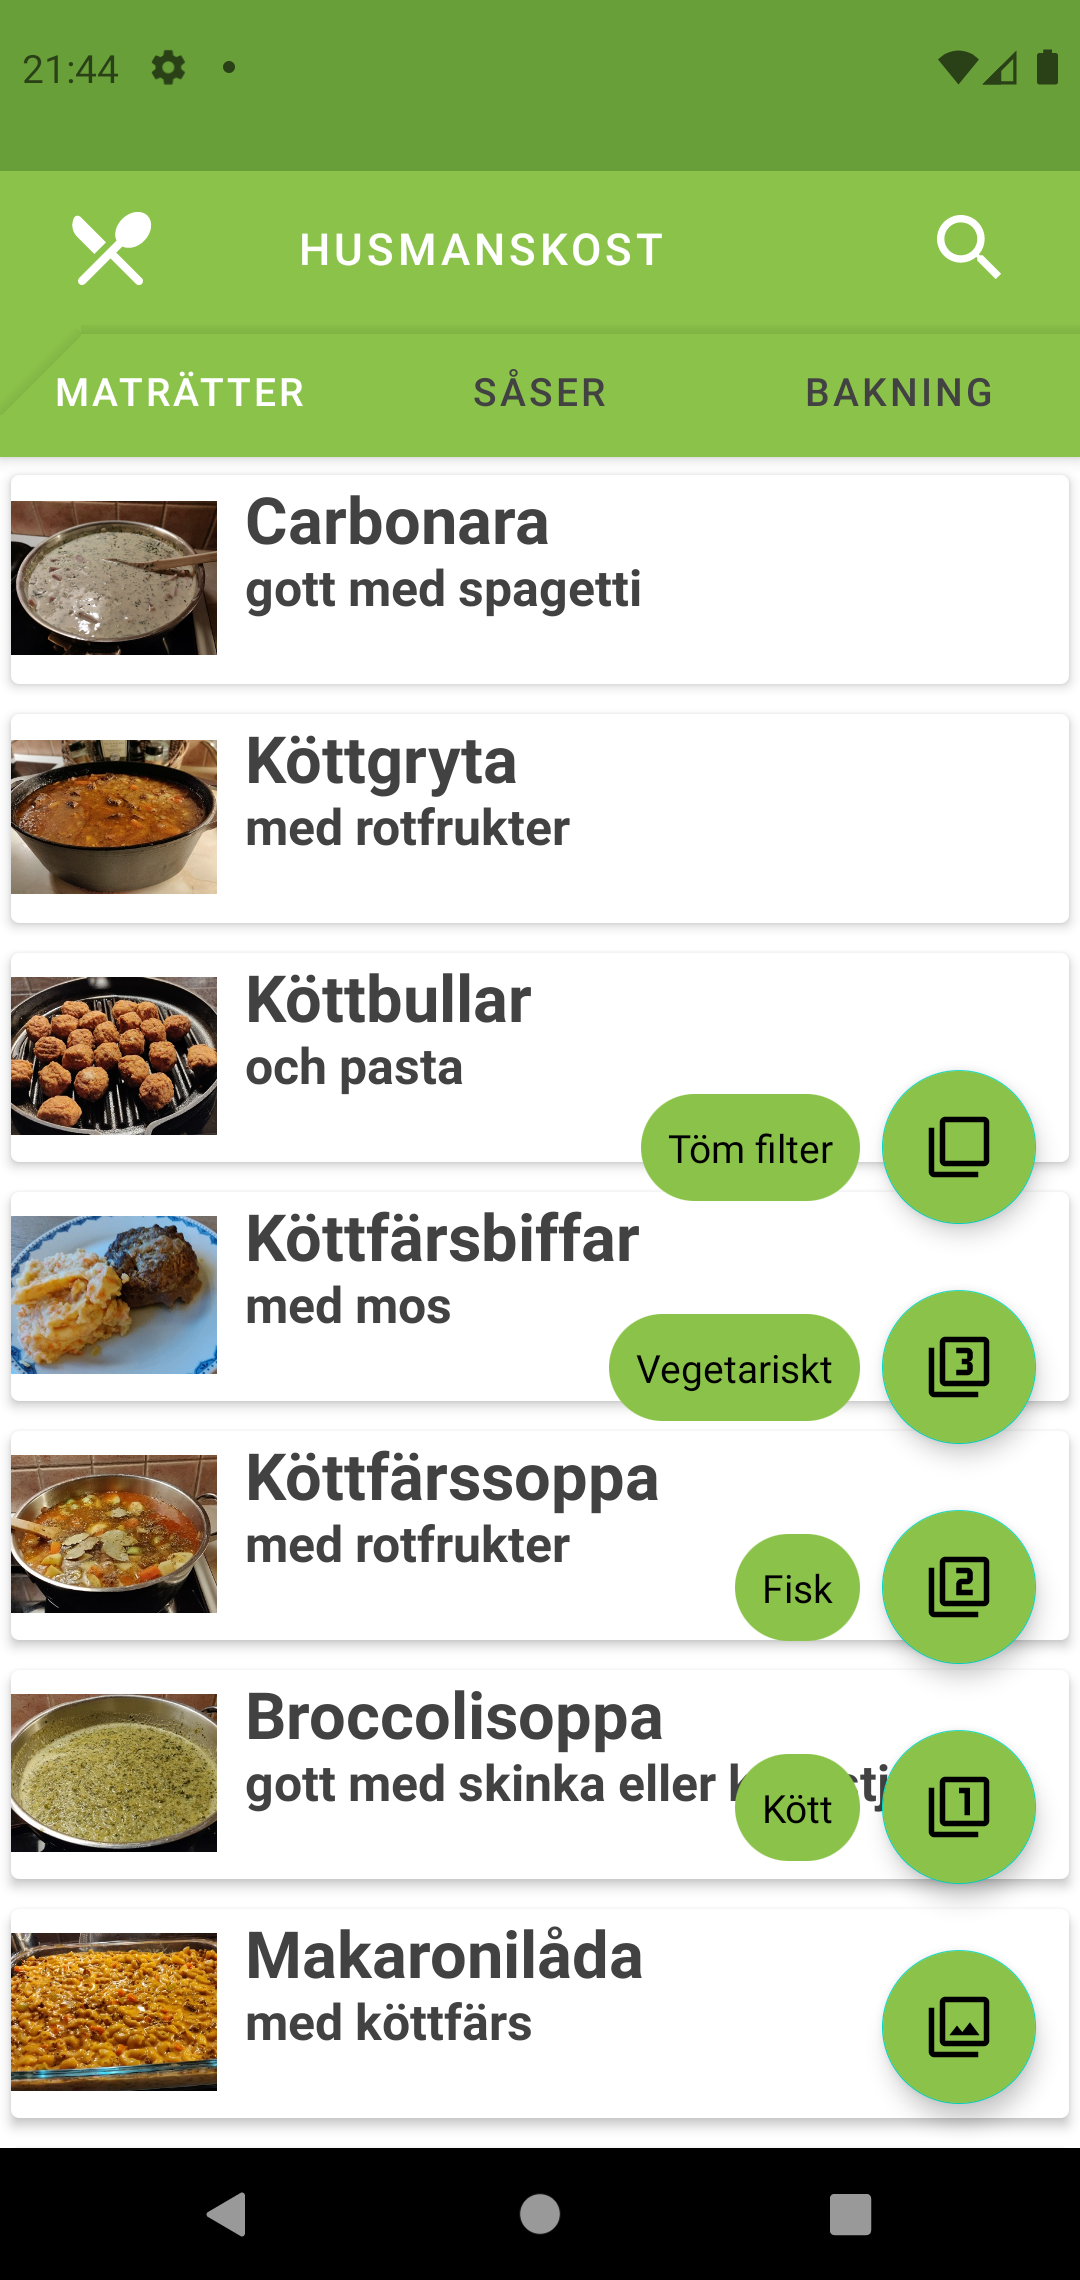 21:44
HUSMANSKOST
MATRÄTTER
SÅSER
BAKNING
Carbonara
gott med spagetti
Köttgryta
med rotfrukter
Köttbullar
och pasta
Töm filter
Köttfärsbiffar
med mos
Vegetariskt
3
Köttfärssoppa
med rotfrukter
Fisk
2
Broccolisoppa
gott med skinka eller
Kött
1
Makaronilåda
med köttfärs